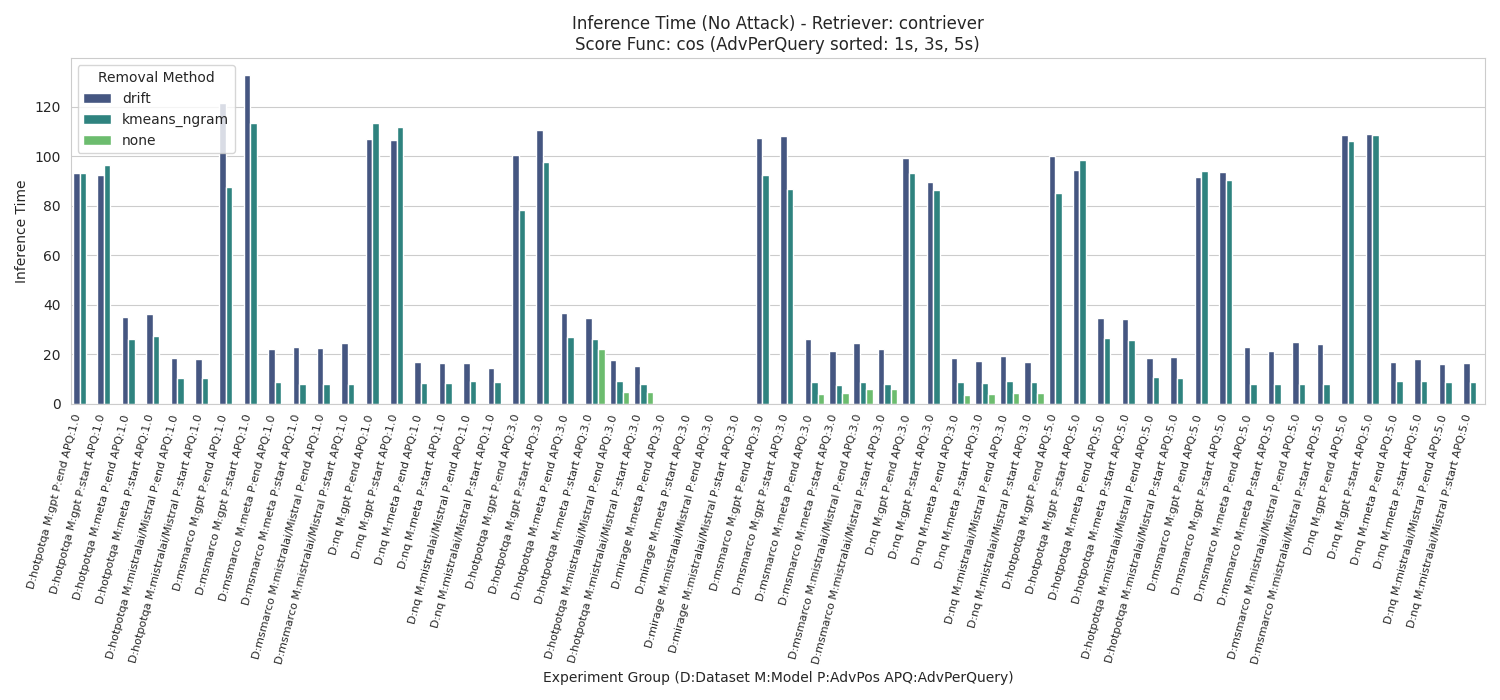 Inference Time (No Attack) - Retriever: contriever
Score Func: cos (AdvPerQuery sorted: 1s, 3s, 5s)
Removal Method
drift
kmeans_ngram
none
Inference Time
120
100
80
60
40
20
0
D:hotpotqa M:gpt P:end APQ:1.0
D:hotpotqa M:gpt P:start APQ:1.0
D:hotpotqa M:meta P:end APQ:1.0
D:hotpotqa M:meta P:start APQ:1.0
D:hotpotqa M:mistralai/Mistral P:end APQ:1.0
D:hotpotqa M:mistralai/Mistral P:start APQ:1.0
D:msmarco M:gpt P:end APQ:1.0
D:msmarco M:gpt P:start APQ:1.0
D:msmarco M:meta P:end APQ:1.0
D:msmarco M:meta P:start APQ:1.0
D:msmarco M:mistralai/Mistral P:end APQ:1.0
D:msmarco M:mistralai/Mistral P:start APQ:1.0
D:nq M:gpt P:end APQ:1.0
D:nq M:gpt P:start APQ:1.0
D:nq M:meta P:end APQ:1.0
D:nq M:meta P:start APQ:1.0
D:nq M:mistralai/Mistral P:end APQ:1.0
D:nq M:mistralai/Mistral P:start APQ:1.0
D:hotpotqa M:gpt P:end APQ:3.0
D:hotpotqa M:gpt P:start APQ:3.0
D:hotpotqa M:meta P:end APQ:3.0
D:hotpotqa M:meta P:start APQ:3.0
D:hotpotqa M:mistralai/Mistral P:end APQ:3.0
D:hotpotqa M:mistralai/Mistral P:start APQ:3.0
D:mirage M:meta P:end APQ:3.0
D:mirage M:meta P:start APQ:3.0
D:mirage M:mistralai/Mistral P:end APQ:3.0
D:mirage M:mistralai/Mistral P:start APQ:3.0
D:msmarco M:gpt P:end APQ:3.0
D:msmarco M:gpt P:start APQ:3.0
D:msmarco M:meta P:end APQ:3.0
D:msmarco M:meta P:start APQ:3.0
D:msmarco M:mistralai/Mistral P:end APQ:3.0
D:msmarco M:mistralai/Mistral P:start APQ:3.0
D:nq M:gpt P:end APQ:3.0
D:nq M:gpt P:start APQ:3.0
D:nq M:meta P:end APQ:3.0
D:nq M:meta P:start APQ:3.0
D:nq M:mistralai/Mistral P:end APQ:3.0
D:nq M:mistralai/Mistral P:start APQ:3.0
D:hotpotqa M:gpt P:end APQ:5.0
D:hotpotqa M:gpt P:start APQ:5.0
D:hotpotqa M:meta P:end APQ:5.0
D:hotpotqa M:meta P:start APQ:5.0
D:hotpotqa M:mistralai/Mistral P:end APQ:5.0
D:hotpotqa M:mistralai/Mistral P:start APQ:5.0
D:msmarco M:gpt P:end APQ:5.0
D:msmarco M:gpt P:start APQ:5.0
D:msmarco M:meta P:end APQ:5.0
D:msmarco M:meta P:start APQ:5.0
D:msmarco M:mistralai/Mistral P:end APQ:5.0
D:msmarco M:mistralai/Mistral P:start APQ:5.0
D:nq M:gpt P:end APQ:5.0
D:nq M:gpt P:start APQ:5.0
D:nq M:meta P:end APQ:5.0
D:nq M:meta P:start APQ:5.0
D:nq M:mistralai/Mistral P:end APQ:5.0
D:nq M:mistralai/Mistral P:start APQ:5.0
Experiment Group (D:Dataset M:Model P:AdvPos APQ:AdvPerQuery)